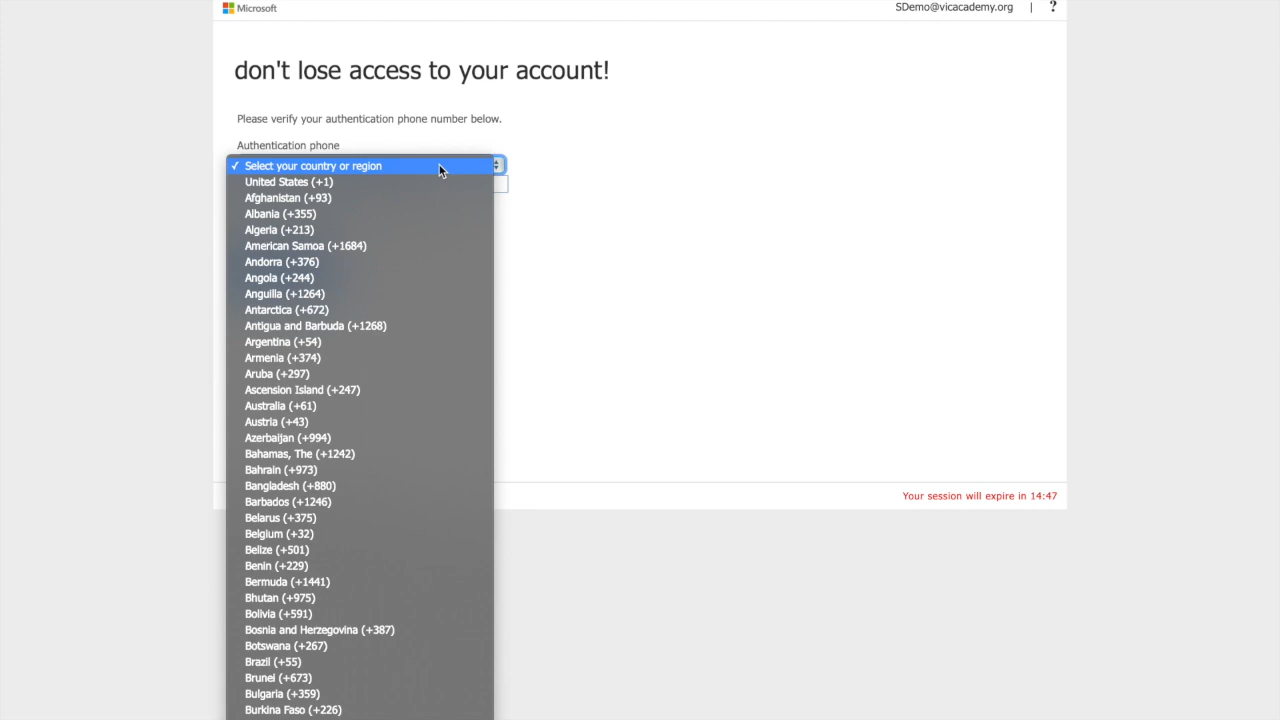 Microsoft
SDemo@vicacademy.org | ?
don't lose access to your account!
Please verify your authentication phone number below.
Authentication phone
✓ Select your country or region
United States (+1)
Afghanistan (+93)
Albania (+355)
Algeria (+213)
American Samoa (+1684)
Andorra (+376)
Angola (+244)
Anguilla (+1264)
Antarctica (+672)
Antigua and Barbuda (+1268)
Argentina (+54)
Armenia (+374)
Aruba (+297)
Ascension Island (+247)
Australia (+61)
Austria (+43)
Azerbaijan (+994)
Bahamas, The (+1242)
Bahrain (+973)
Bangladesh (+880)
Barbados (+1246)
Belarus (+375)
Belgium (+32)
Belize (+501)
Benin (+229)
Bermuda (+1441)
Bhutan (+975)
Bolivia (+591)
Bosnia and Herzegovina (+387)
Botswana (+267)
Brazil (+55)
Brunei (+673)
Bulgaria (+359)
Burkina Faso (+226)
Your session will expire in 14:47